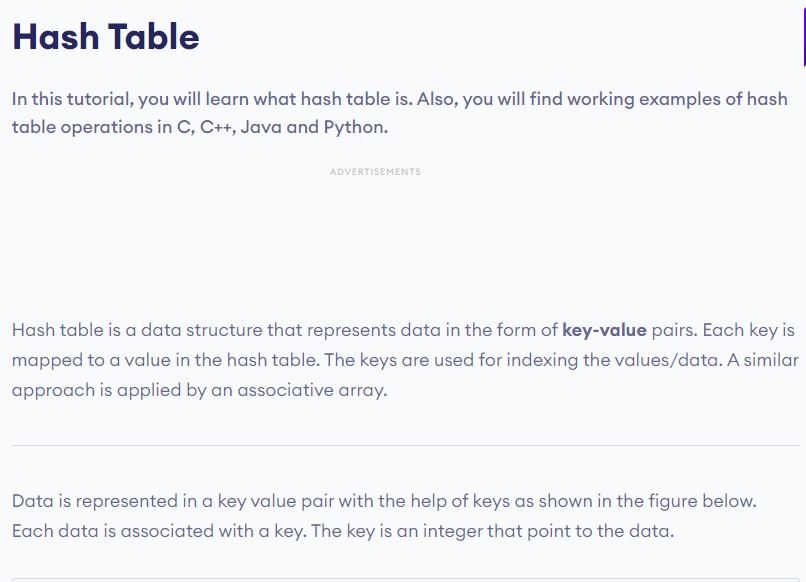 Hash Table
In this tutorial, you will learn what hash table is. Also, you will find working examples of hash
table operations in C, C++, Java and Python.
ADVERTISEMENTS
Hash table is a data structure that represents data in the form of key-value pairs. Each key is
mapped to a value in the hash table. The keys are used for indexing the values/data. A similar
approach is applied by an associative array.
Data is represented in a key value pair with the help of keys as shown in the figure below.
Each data is associated with a key. The key is an integer that point to the data.